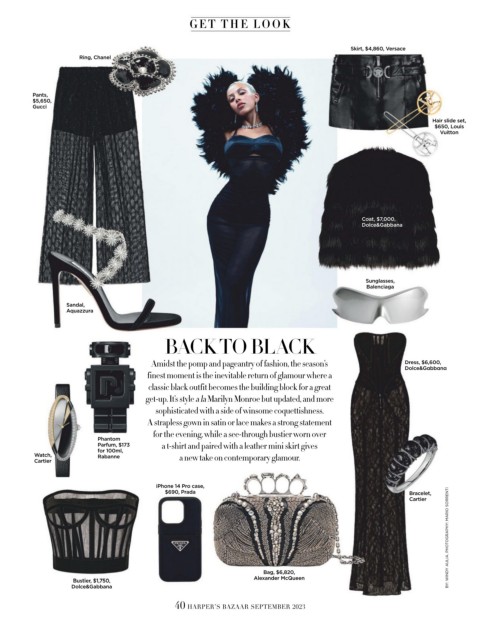 GET THE LOOK
Ring, Chanel
Skirt, $4,860, Versace
Pants,
$5,650,
Gucci
Hair slide set,
$650, Louis
Vuitton
Coat, $7,000,
Dolce&Gabbana
Sunglasses,
Balenciaga
Sandal,
Aquazzura
BACK TO BLACK
Amidst the pomp and pageantry of fashion, the season's
finest moment is the inevitable return of glamour where a
classic black outfit becomes the building block for a great
get-up. It's style a la Marilyn Monroe but updated, and more
sophisticated with a side of winsome coquettishness.
A strapless gown in satin or lace makes a strong statement
for the evening, while a see-through bustier worn over
a t-shirt and paired with a leather mini skirt gives
a new take on contemporary glamour.
Dress, $6,600,
Dolce&Gabbana
Watch,
Cartier
Phantom
Parfum, $173
for 100ml,
Rabanne
iPhone 14 Pro case,
$690, Prada
Bracelet,
Cartier
Bustier, $1,750,
Dolce&Gabbana
Bag, $6,820,
Alexander McQueen
40 HARPER'S BAZAAR SEPTEMBER 2023